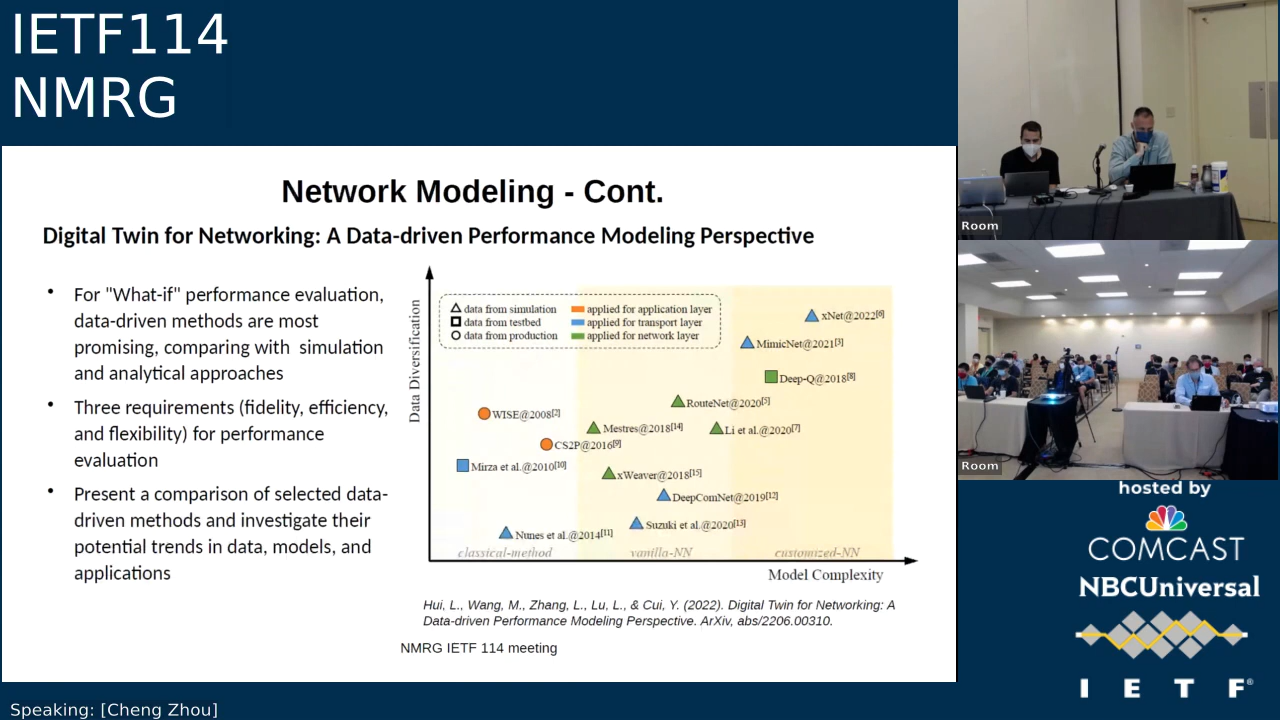 IETF114
NMRG
Network Modeling - Cont.
Digital Twin for Networking: A Data-driven Performance Modeling Perspective
• For "What-if" performance evaluation,
data-driven methods are most
promising, comparing with simulation
and analytical approaches
• Three requirements (fidelity, efficiency,
and flexibility) for performance
evaluation
• Present a comparison of selected data-
driven methods and investigate their
potential trends in data, models, and
applications
Data Diversification
data from simulation
data from testbed
data from production
applied for application layer
applied for transport layer
applied for network layer
xNet@2022[6]
MimicNet@2021[3]
Deep-Q@2018[8]
RouteNet@2020[5]
WISE@2008[2]
Mestres@2018[14]
Li et al.@2020[7]
CS2P@2016[9]
Mirza et al.@2010[10]
xWeaver@2018[15]
DeepComNet@2019[12]
Suzuki et al.@2020[13]
Nunes et al.@2014[11]
classical-method
vanilla-NN
customized-NN
Model Complexity
Hui, L., Wang, M., Zhang, L., Lu, L., & Cui, Y. (2022). Digital Twin for Networking: A
Data-driven Performance Modeling Perspective. ArXiv, abs/2206.00310.
NMRG IETF 114 meeting
Speaking: [Cheng Zhou]
Room
Room
hosted by
COMCAST
NBCUniversal
I E T F®